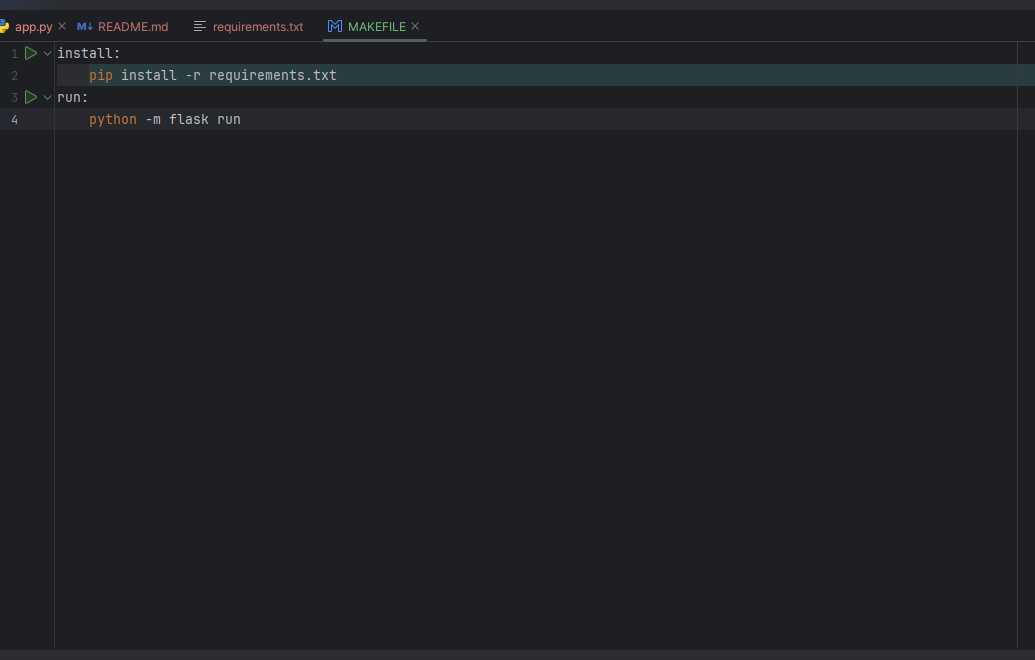 app.py M↓ README.md requirements.txt MAKEFILE
1 install:
2 pip install -r requirements.txt
3 run:
4 python -m flask run